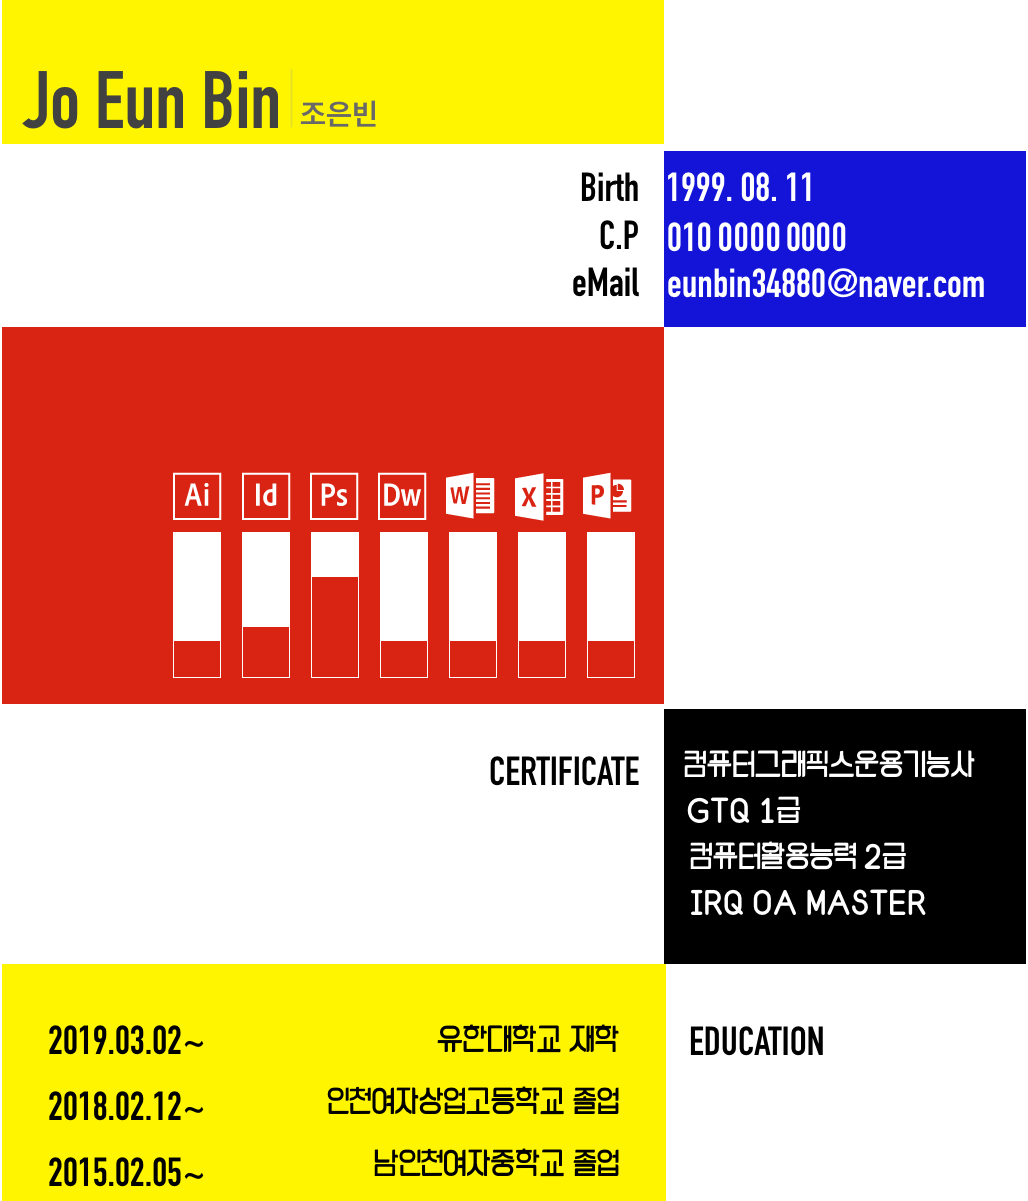 Jo Eun Bin 조은빈
Birth 1999. 08. 11
C.P 010 0000 0000
eMail eunbin34880@naver.com
Ai Id Ps Dw W X P
CERTIFICATE
컴퓨터그래픽스운용기능사
GTQ 1급
컴퓨터활용능력 2급
IRQ OA MASTER
EDUCATION
2019.03.02~ 유한대학교 재학
2018.02.12~ 인천여자상업고등학교 졸업
2015.02.05~ 남인천여자중학교 졸업